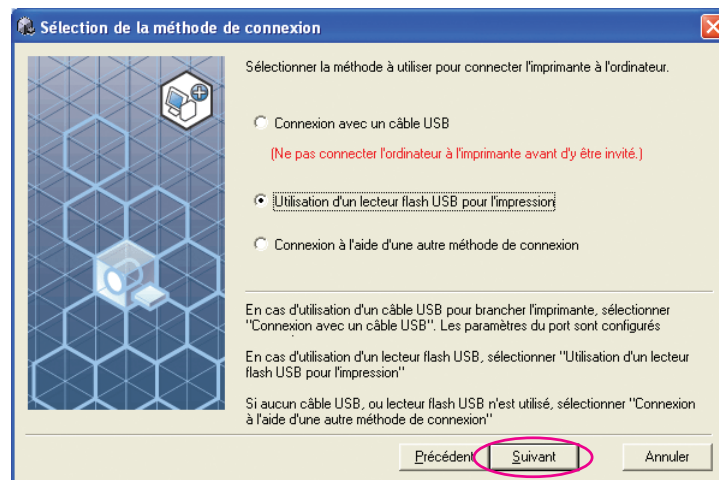 Sélection de la méthode de connexion
Sélectionner la méthode à utiliser pour connecter l'imprimante à l'ordinateur.
Connexion avec un câble USB
(Ne pas connecter l'ordinateur à l'imprimante avant d'y être invité.)
Utilisation d'un lecteur flash USB pour l'impression
Connexion à l'aide d'une autre méthode de connexion
En cas d'utilisation d'un câble USB pour brancher l'imprimante, sélectionner
"Connexion avec un câble USB". Les paramètres du port sont configurés
En cas d'utilisation d'un lecteur flash USB, sélectionner "Utilisation d'un lecteur
flash USB pour l'impression"
Si aucun câble USB, ou lecteur flash USB n'est utilisé, sélectionner "Connexion
à l'aide d'une autre méthode de connexion"
Précédent Suivant Annuler